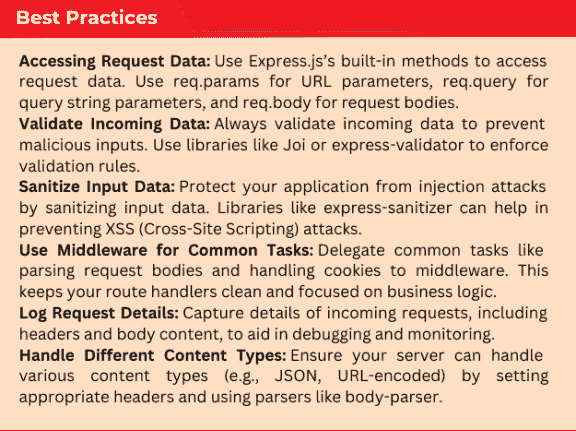 Best Practices
Accessing Request Data: Use Express.js’s built-in methods to access
request data. Use req.params for URL parameters, req.query for
query string parameters, and req.body for request bodies.
Validate Incoming Data: Always validate incoming data to prevent
malicious inputs. Use libraries like Joi or express-validator to enforce
validation rules.
Sanitize Input Data: Protect your application from injection attacks
by sanitizing input data. Libraries like express-sanitizer can help in
preventing XSS (Cross-Site Scripting) attacks.
Use Middleware for Common Tasks: Delegate common tasks like
parsing request bodies and handling cookies to middleware. This
keeps your route handlers clean and focused on business logic.
Log Request Details: Capture details of incoming requests, including
headers and body content, to aid in debugging and monitoring.
Handle Different Content Types: Ensure your server can handle
various content types (e.g., JSON, URL-encoded) by setting
appropriate headers and using parsers like body-parser.